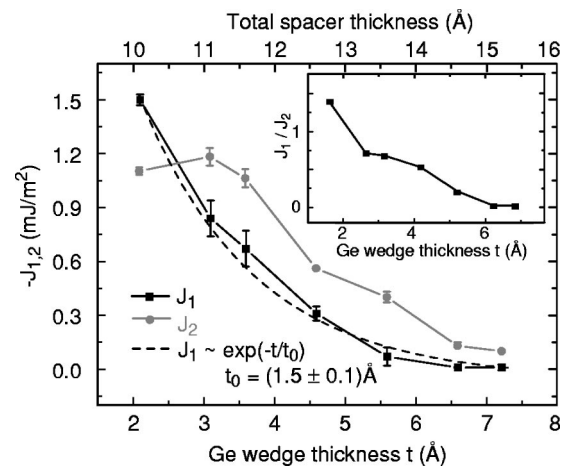 Total spacer thickness (Å)
10 11 12 13 14 15 16
1.5
1.2
0.9
0.6
0.3
0.0
-J1,2 (mJ/m²)
J1
J2
J1 ~ exp(-t/t0)
t0 = (1.5 ± 0.1)Å
J1 / J2
1
0
2 4 6
Ge wedge thickness t (Å)
2 3 4 5 6 7 8
Ge wedge thickness t (Å)